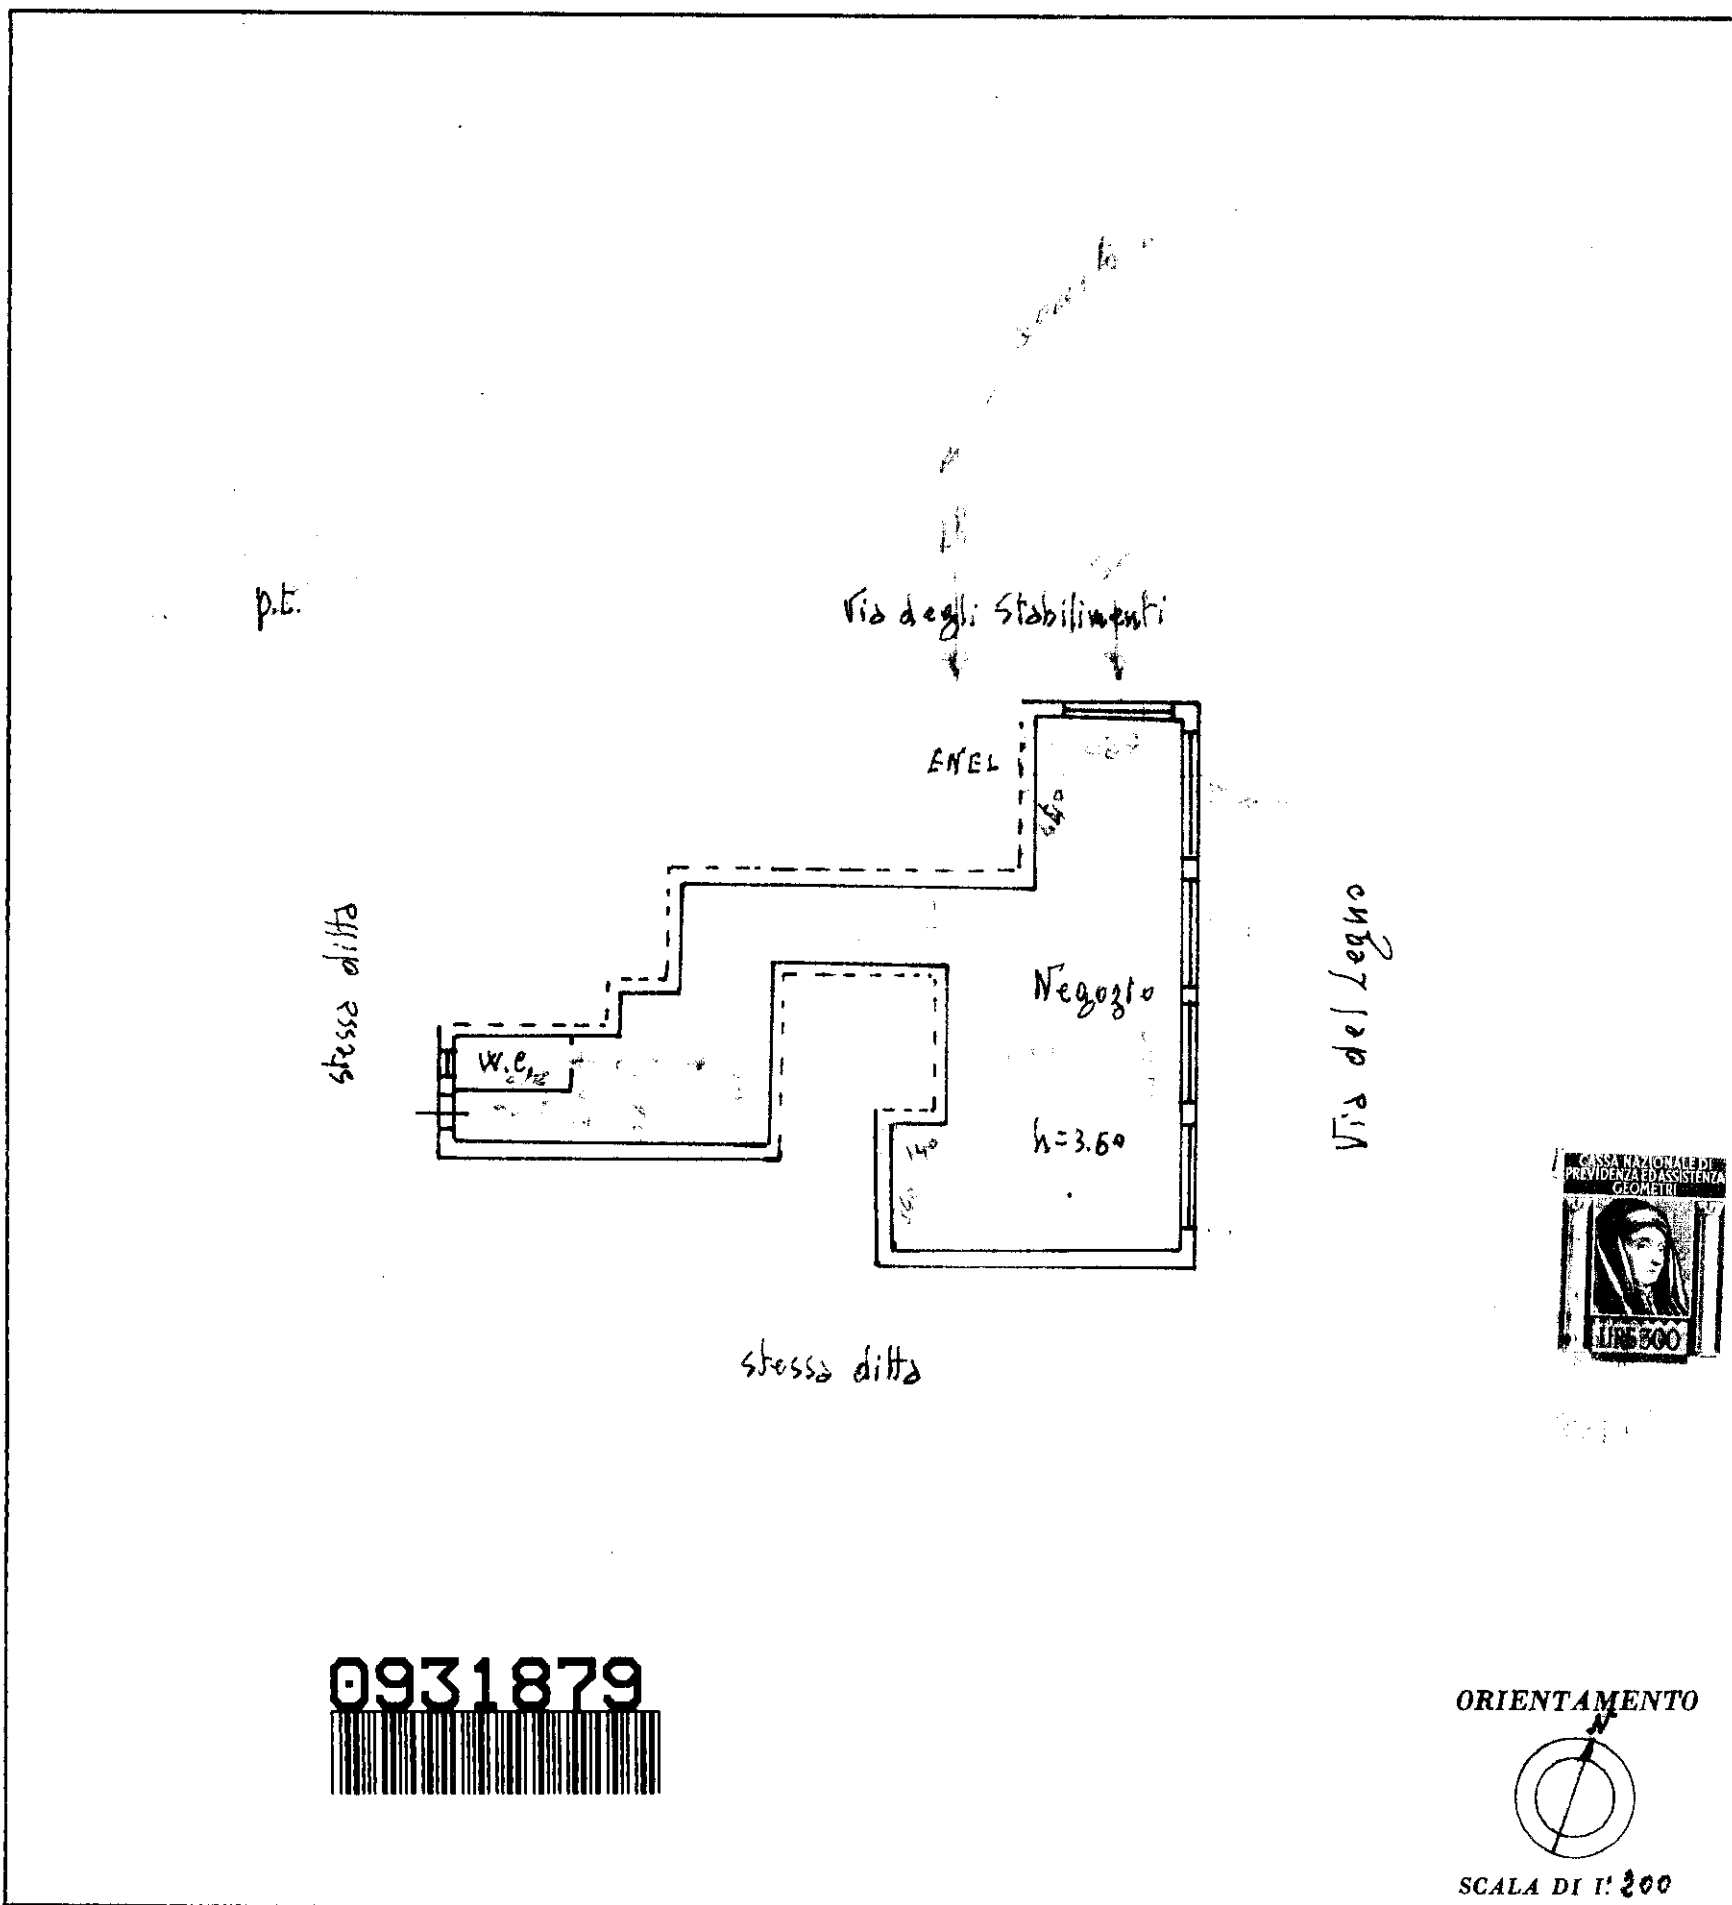 p.t.
Via degli Stabilimenti
ENEL
stessa ditta
w.c.
Negozio
h=3.60
140
Via del Legno
stessa ditta
CASSA NAZIONALE DI
PREVIDENZA ED ASSISTENZA
GEOMETRI
LIRE 300
0931879
ORIENTAMENTO
N
SCALA DI 1: 200